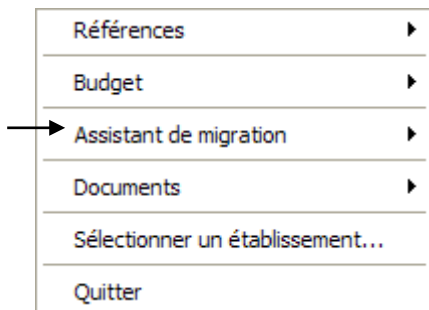 Références
Budget
Assistant de migration
Documents
Sélectionner un établissement...
Quitter